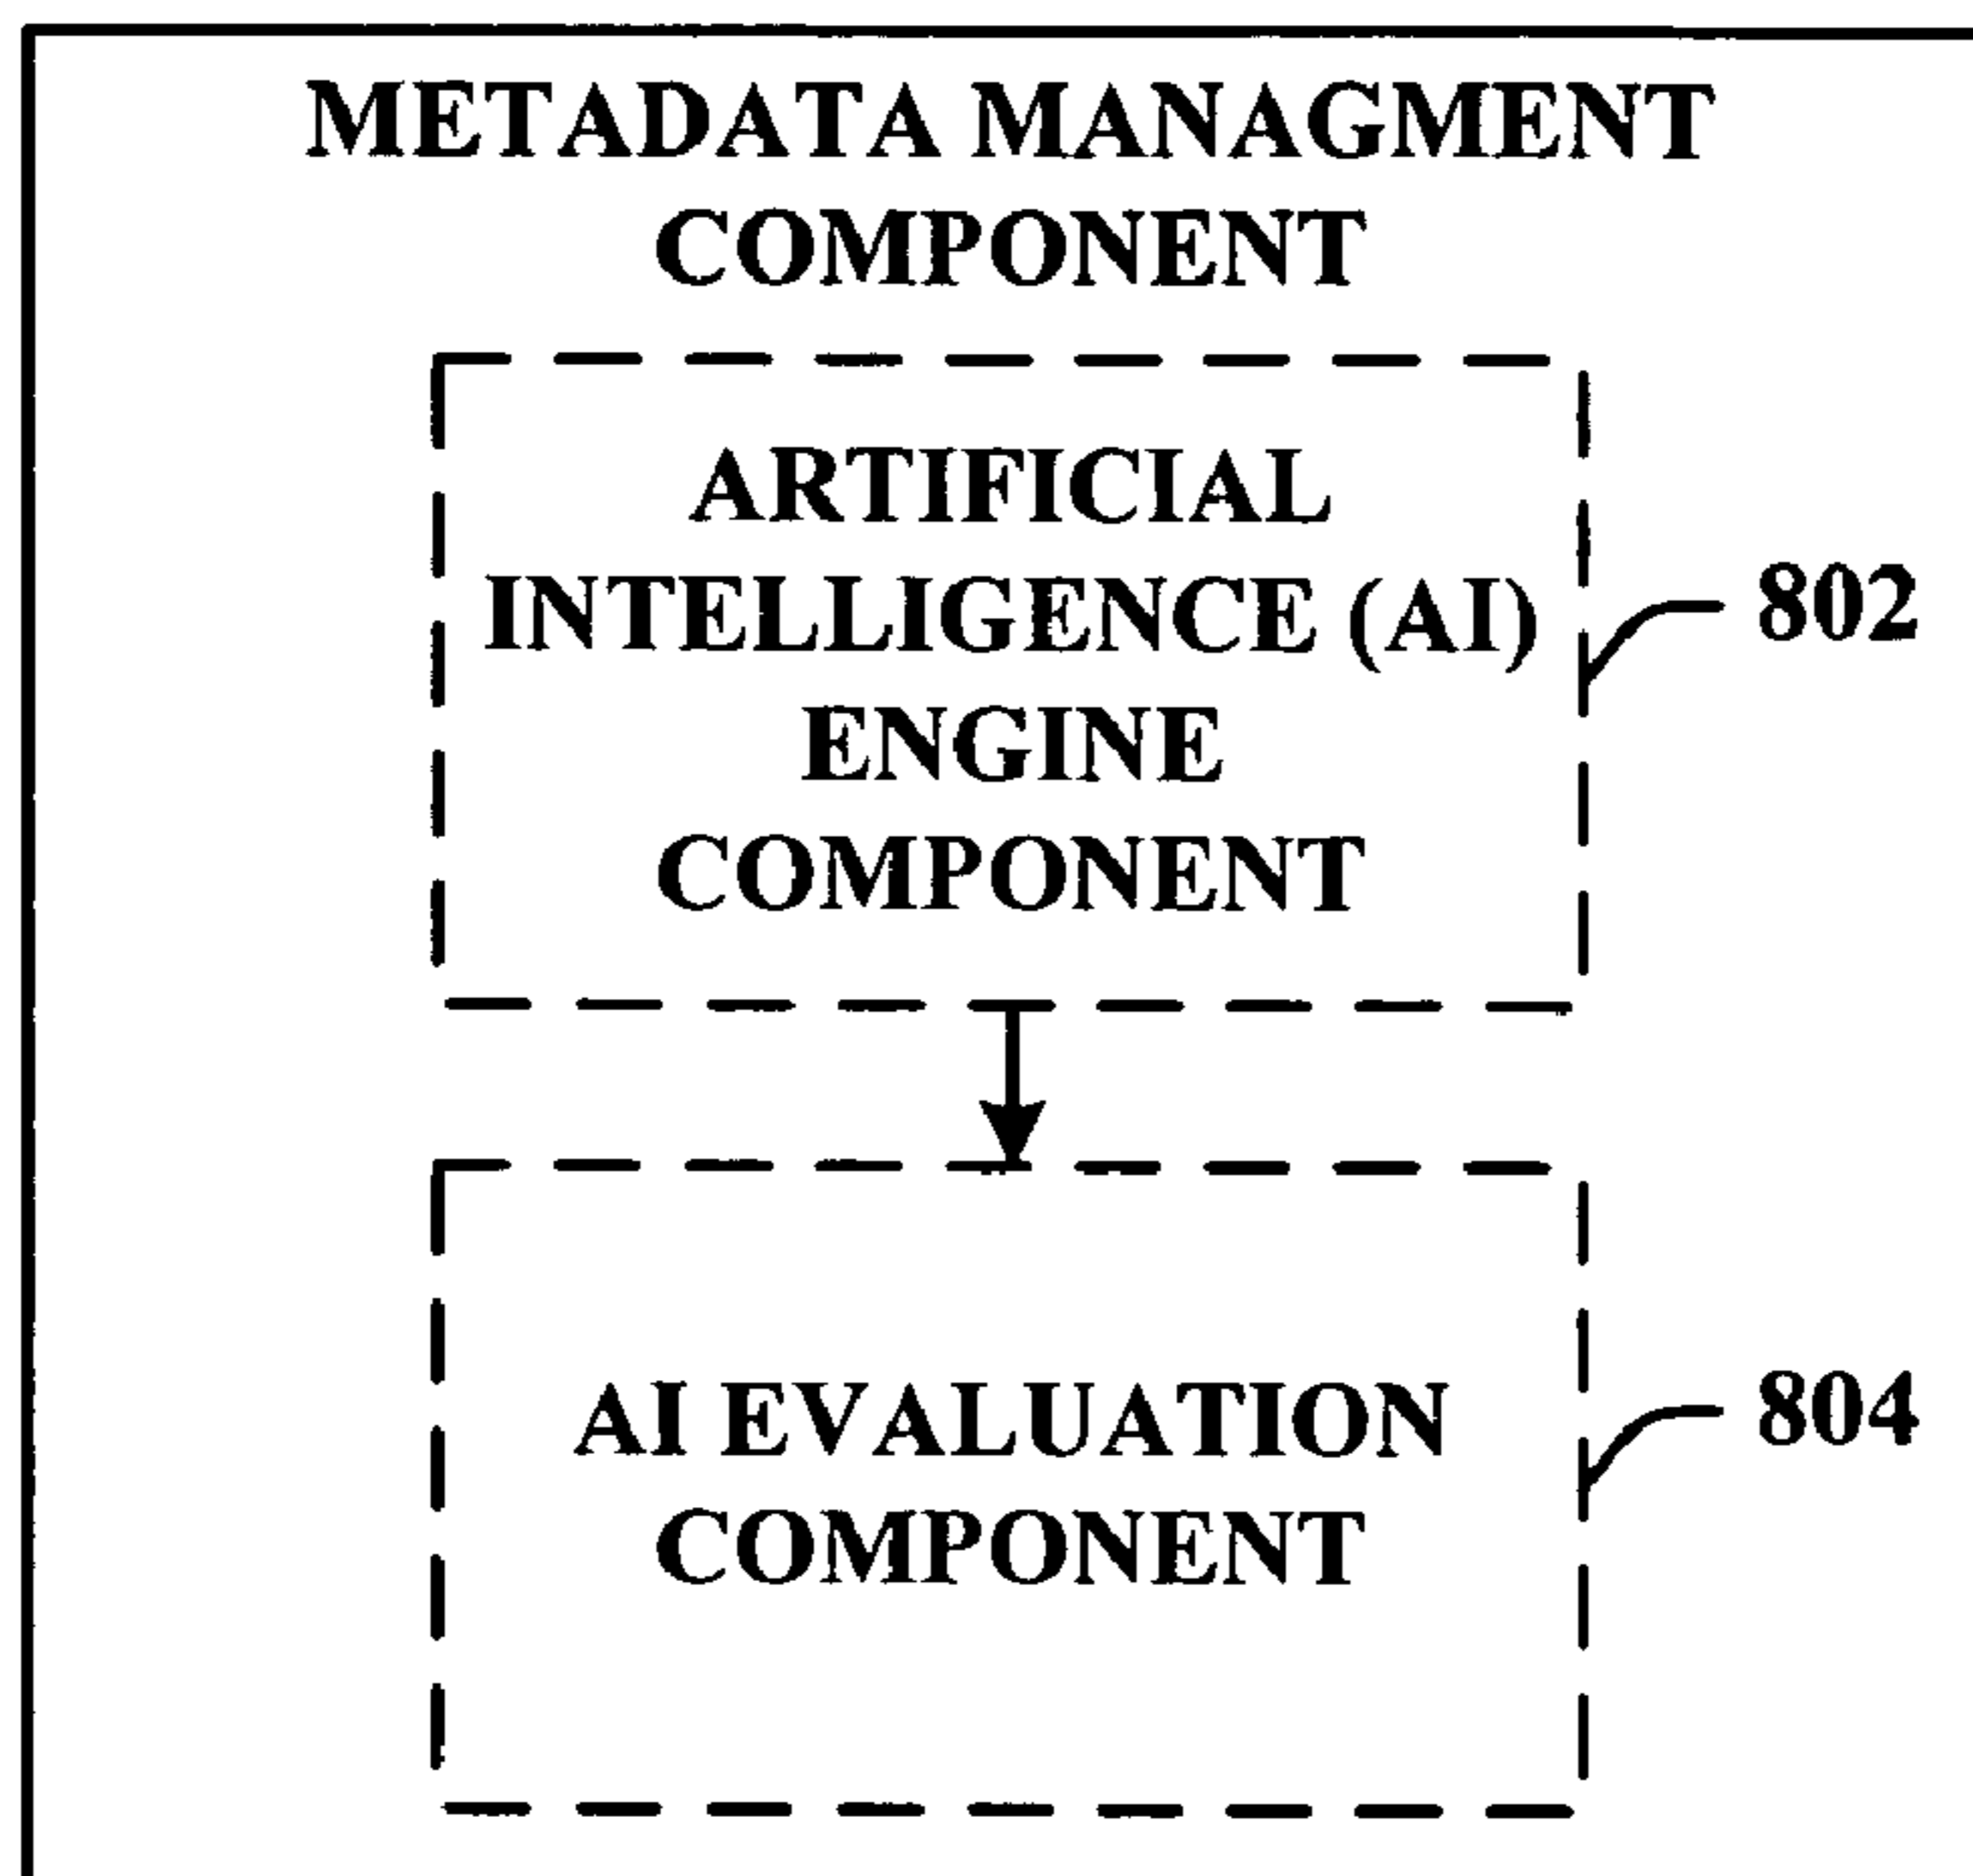 METADATA MANAGMENT
COMPONENT
ARTIFICIAL
INTELLIGENCE (AI)
ENGINE
COMPONENT
802
AI EVALUATION
COMPONENT
804